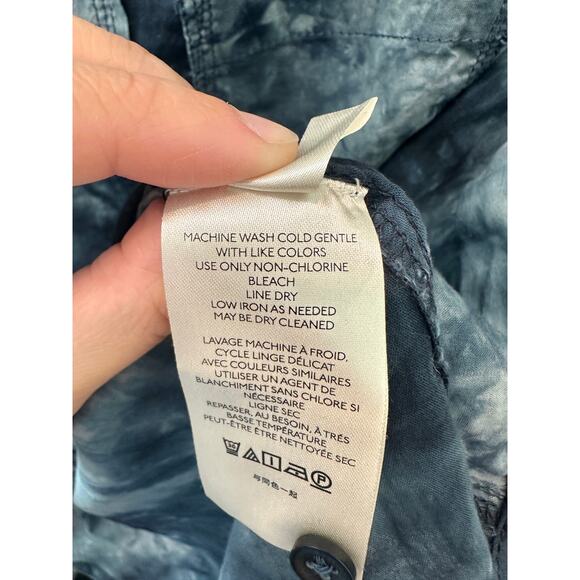 MACHINE WASH COLD GENTLE
WITH LIKE COLORS
USE ONLY NON-CHLORINE
BLEACH
LINE DRY
LOW IRON AS NEEDED
MAY BE DRY CLEANED
LAVAGE MACHINE À FROID,
CYCLE LINGE DÉLICAT
AVEC COULEURS SIMILAIRES
UTILISER UN AGENT DE
BLANCHIMENT SANS CHLORE SI
NÉCESSAIRE
LIGNE SEC
REPASSER, AU BESOIN, À TRÈS
BASSE TEMPÉRATURE
PEUT-ÊTRE ÊTRE NETTOYÉE SEC
30 P
与同色一起